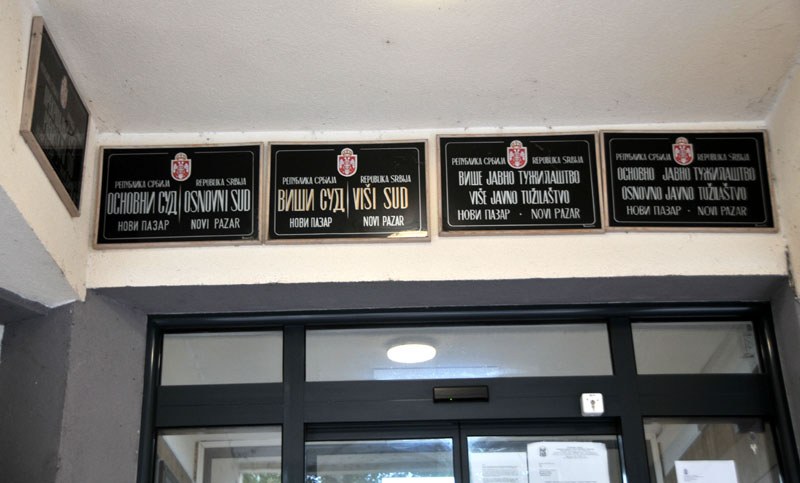 РЕПУБЛИКА СРБИЈА REPUBLIKA SRBIJA
ОСНОВНИ СУД OSNOVNI SUD
НОВИ ПАЗАР NOVI PAZAR
РЕПУБЛИКА СРБИЈА REPUBLIKA SRBIJA
ВИШИ СУД VIŠI SUD
НОВИ ПАЗАР NOVI PAZAR
РЕПУБЛИКА СРБИЈА REPUBLIKA SRBIJA
ВИШЕ ЈАВНО ТУЖИЛАШТВО
VIŠE JAVNO TUŽILAŠTVO
НОВИ ПАЗАР · NOVI PAZAR
РЕПУБЛИКА СРБИЈА REPUBLIKA SRBIJA
ОСНОВНО ЈАВНО ТУЖИЛАШТВО
OSNOVNO JAVNO TUŽILAŠTVO
НОВИ ПАЗАР · NOVI PAZAR